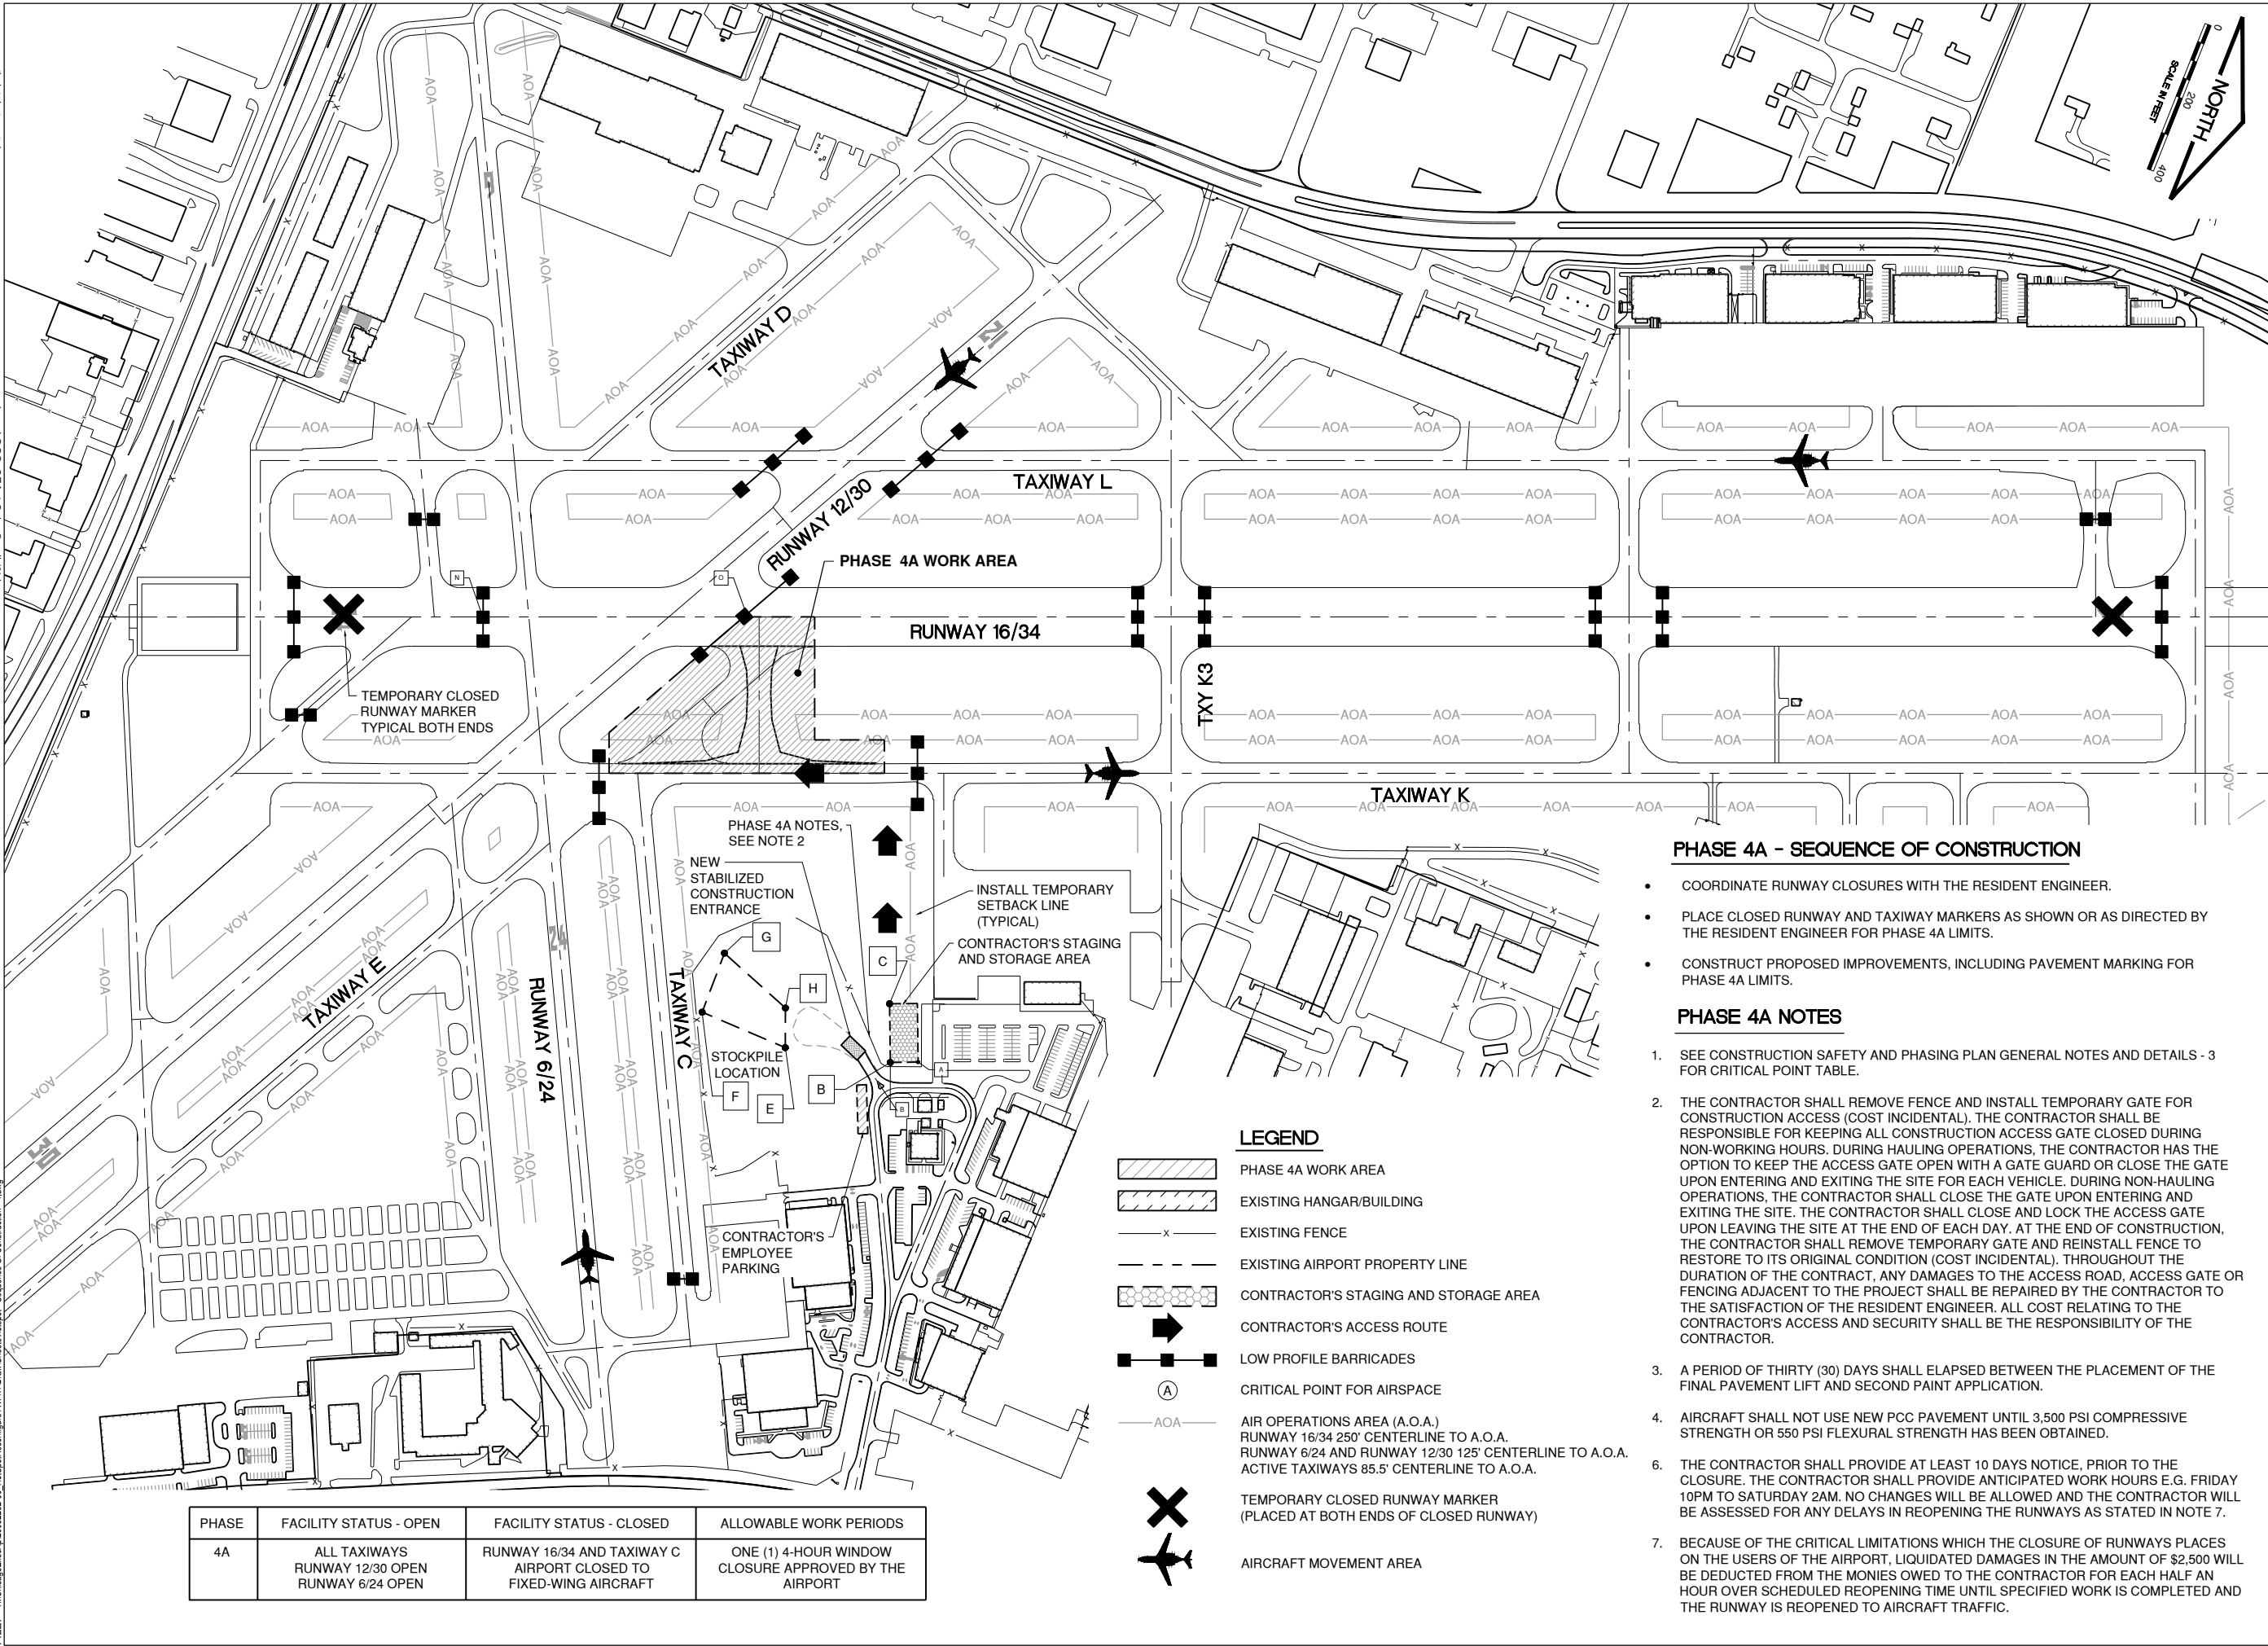 NORTH
0
200
400
SCALE IN FEET
TAXIWAY D
21
TAXIWAY L
RUNWAY 12/30
PHASE 4A WORK AREA
N
O
RUNWAY 16/34
TXY K3
TEMPORARY CLOSED
RUNWAY MARKER
TYPICAL BOTH ENDS
TAXIWAY K
PHASE 4A NOTES,
SEE NOTE 2
NEW
STABILIZED
CONSTRUCTION
ENTRANCE
INSTALL TEMPORARY
SETBACK LINE
(TYPICAL)
CONTRACTOR'S STAGING
AND STORAGE AREA
G
C
H
TAXIWAY E
RUNWAY 6/24
TAXIWAY C
24
30
STOCKPILE
LOCATION
F
E
B
A
B
CONTRACTOR'S
EMPLOYEE
PARKING
AOA
PHASE 4A - SEQUENCE OF CONSTRUCTION
• COORDINATE RUNWAY CLOSURES WITH THE RESIDENT ENGINEER.
• PLACE CLOSED RUNWAY AND TAXIWAY MARKERS AS SHOWN OR AS DIRECTED BY
THE RESIDENT ENGINEER FOR PHASE 4A LIMITS.
• CONSTRUCT PROPOSED IMPROVEMENTS, INCLUDING PAVEMENT MARKING FOR
PHASE 4A LIMITS.
PHASE 4A NOTES
1. SEE CONSTRUCTION SAFETY AND PHASING PLAN GENERAL NOTES AND DETAILS - 3
FOR CRITICAL POINT TABLE.
2. THE CONTRACTOR SHALL REMOVE FENCE AND INSTALL TEMPORARY GATE FOR
CONSTRUCTION ACCESS (COST INCIDENTAL). THE CONTRACTOR SHALL BE
RESPONSIBLE FOR KEEPING ALL CONSTRUCTION ACCESS GATE CLOSED DURING
NON-WORKING HOURS. DURING HAULING OPERATIONS, THE CONTRACTOR HAS THE
OPTION TO KEEP THE ACCESS GATE OPEN WITH A GATE GUARD OR CLOSE THE GATE
UPON ENTERING AND EXITING THE SITE FOR EACH VEHICLE. DURING NON-HAULING
OPERATIONS, THE CONTRACTOR SHALL CLOSE THE GATE UPON ENTERING AND
EXITING THE SITE. THE CONTRACTOR SHALL CLOSE AND LOCK THE ACCESS GATE
UPON LEAVING THE SITE AT THE END OF EACH DAY. AT THE END OF CONSTRUCTION,
THE CONTRACTOR SHALL REMOVE TEMPORARY GATE AND REINSTALL FENCE TO
RESTORE TO ITS ORIGINAL CONDITION (COST INCIDENTAL). THROUGHOUT THE
DURATION OF THE CONTRACT, ANY DAMAGES TO THE ACCESS ROAD, ACCESS GATE OR
FENCING ADJACENT TO THE PROJECT SHALL BE REPAIRED BY THE CONTRACTOR TO
THE SATISFACTION OF THE RESIDENT ENGINEER. ALL COST RELATING TO THE
CONTRACTOR'S ACCESS AND SECURITY SHALL BE THE RESPONSIBILITY OF THE
CONTRACTOR.
3. A PERIOD OF THIRTY (30) DAYS SHALL ELAPSED BETWEEN THE PLACEMENT OF THE
FINAL PAVEMENT LIFT AND SECOND PAINT APPLICATION.
4. AIRCRAFT SHALL NOT USE NEW PCC PAVEMENT UNTIL 3,500 PSI COMPRESSIVE
STRENGTH OR 550 PSI FLEXURAL STRENGTH HAS BEEN OBTAINED.
6. THE CONTRACTOR SHALL PROVIDE AT LEAST 10 DAYS NOTICE, PRIOR TO THE
CLOSURE. THE CONTRACTOR SHALL PROVIDE ANTICIPATED WORK HOURS E.G. FRIDAY
10PM TO SATURDAY 2AM. NO CHANGES WILL BE ALLOWED AND THE CONTRACTOR WILL
BE ASSESSED FOR ANY DELAYS IN REOPENING THE RUNWAYS AS STATED IN NOTE 7.
7. BECAUSE OF THE CRITICAL LIMITATIONS WHICH THE CLOSURE OF RUNWAYS PLACES
ON THE USERS OF THE AIRPORT, LIQUIDATED DAMAGES IN THE AMOUNT OF $2,500 WILL
BE DEDUCTED FROM THE MONIES OWED TO THE CONTRACTOR FOR EACH HALF AN
HOUR OVER SCHEDULED REOPENING TIME UNTIL SPECIFIED WORK IS COMPLETED AND
THE RUNWAY IS REOPENED TO AIRCRAFT TRAFFIC.
LEGEND
PHASE 4A WORK AREA
EXISTING HANGAR/BUILDING
x EXISTING FENCE
EXISTING AIRPORT PROPERTY LINE
CONTRACTOR'S STAGING AND STORAGE AREA
CONTRACTOR'S ACCESS ROUTE
LOW PROFILE BARRICADES
A CRITICAL POINT FOR AIRSPACE
AOA AIR OPERATIONS AREA (A.O.A.)
RUNWAY 16/34 250' CENTERLINE TO A.O.A.
RUNWAY 6/24 AND RUNWAY 12/30 125' CENTERLINE TO A.O.A.
ACTIVE TAXIWAYS 85.5' CENTERLINE TO A.O.A.
TEMPORARY CLOSED RUNWAY MARKER
(PLACED AT BOTH ENDS OF CLOSED RUNWAY)
AIRCRAFT MOVEMENT AREA
PHASE FACILITY STATUS - OPEN FACILITY STATUS - CLOSED ALLOWABLE WORK PERIODS
4A ALL TAXIWAYS RUNWAY 16/34 AND TAXIWAY C ONE (1) 4-HOUR WINDOW
RUNWAY 12/30 OPEN AIRPORT CLOSED TO CLOSURE APPROVED BY THE
RUNWAY 6/24 OPEN FIXED-WING AIRCRAFT AIRPORT